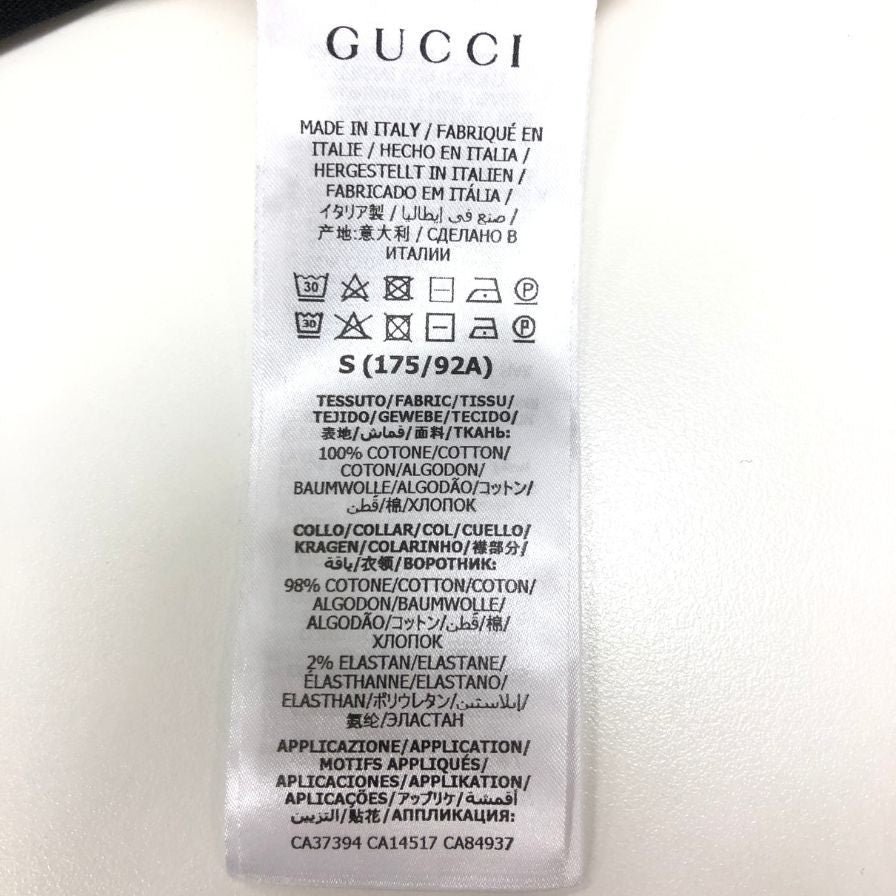 GUCCI
MADE IN ITALY / FABRIQUÉ EN
ITALIE / HECHO EN ITALIA /
HERGESTELLT IN ITALIEN /
FABRICADO EM ITÁLIA /
イタリア製 / صنع في إيطاليا /
产地:意大利 / СДЕЛАНО В
ИТАЛИИ
30 P
30 P
S (175/92A)
TESSUTO/FABRIC/TISSU/
TEJIDO/GEWEBE/TECIDO/
表地/قماش/面料/ТКАНЬ:
100% COTONE/COTTON/
COTON/ALGODON/
BAUMWOLLE/ALGODÃO/コットン/
قُطن/棉/ХЛОПОК
COLLO/COLLAR/COL/CUELLO/
KRAGEN/COLARINHO/襟部分/
ياقة/衣领/ВОРОТНИК:
98% COTONE/COTTON/COTON/
ALGODON/BAUMWOLLE/
ALGODÃO/コットン/قُطن/棉/
ХЛОПОК
2% ELASTAN/ELASTANE/
ÉLASTHANNE/ELASTANO/
ELASTHAN/ポリウレタン/إيلاستين/
氨纶/ЭЛАСТАН
APPLICAZIONE/APPLICATION/
MOTIFS APPLIQUÉS/
APLICACIONES/APPLIKATION/
APLICAÇÕES/アップリケ/أقمشة/
التزيين/贴花/АППЛИКАЦИЯ:
CA37394 CA14517 CA84937